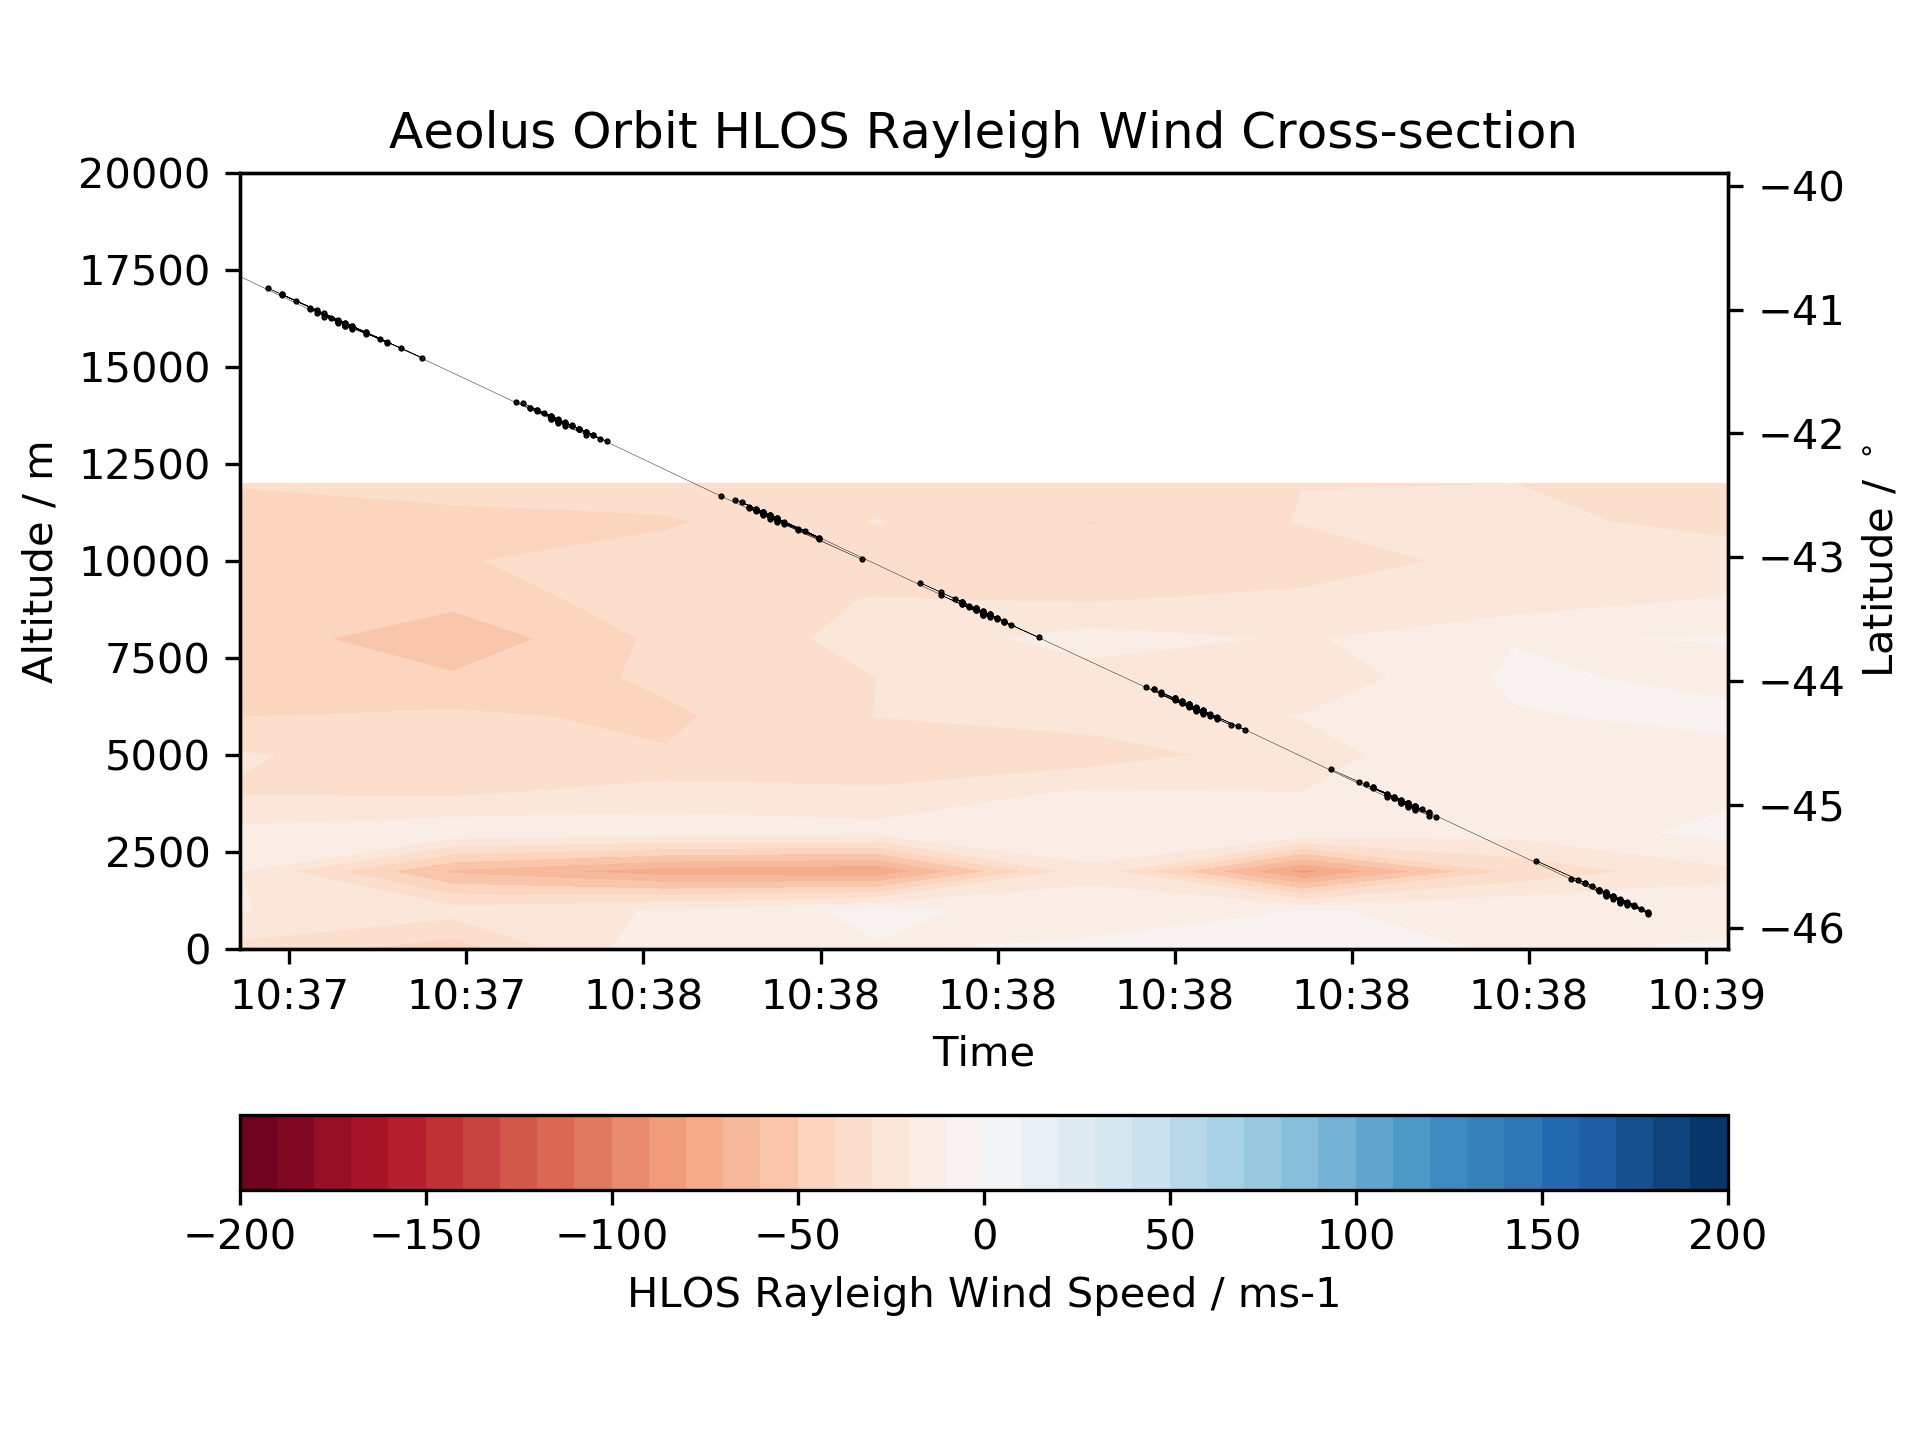 Aeolus Orbit HLOS Rayleigh Wind Cross-section
20000
17500
15000
12500
10000
7500
5000
2500
0
Altitude / m
−40
−41
−42
−43
−44
−45
−46
Latitude / °
10:37 10:37 10:38 10:38 10:38 10:38 10:38 10:38 10:39
Time
−200 −150 −100 −50 0 50 100 150 200
HLOS Rayleigh Wind Speed / ms-1